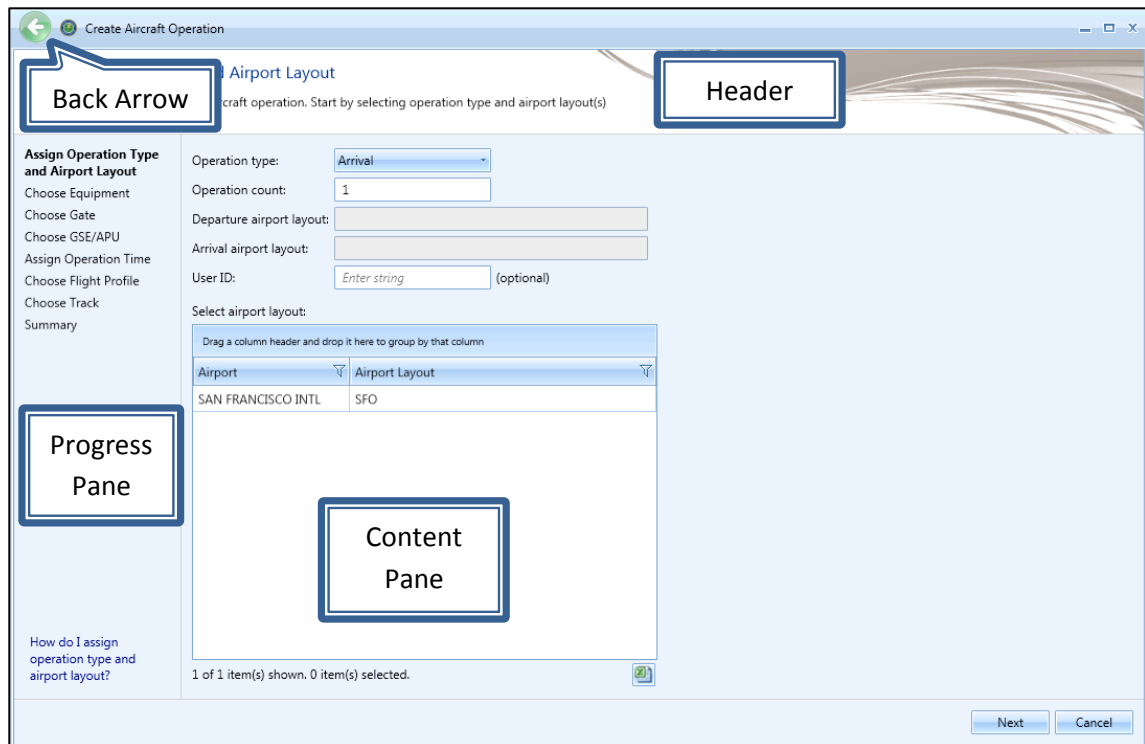 Create Aircraft Operation
Back Arrow
Airport Layout
Header
operation. Start by selecting operation type and airport layout(s)
Assign Operation Type
and Airport Layout
Choose Equipment
Choose Gate
Choose GSE/APU
Assign Operation Time
Choose Flight Profile
Choose Track
Summary
Progress
Pane
How do I assign
operation type and
airport layout?
Operation type: Arrival
Operation count: 1
Departure airport layout:
Arrival airport layout:
User ID: Enter string (optional)
Select airport layout:
Drag a column header and drop it here to group by that column
Airport Airport Layout
SAN FRANCISCO INTL SFO
Content
Pane
1 of 1 item(s) shown. 0 item(s) selected.
Next Cancel